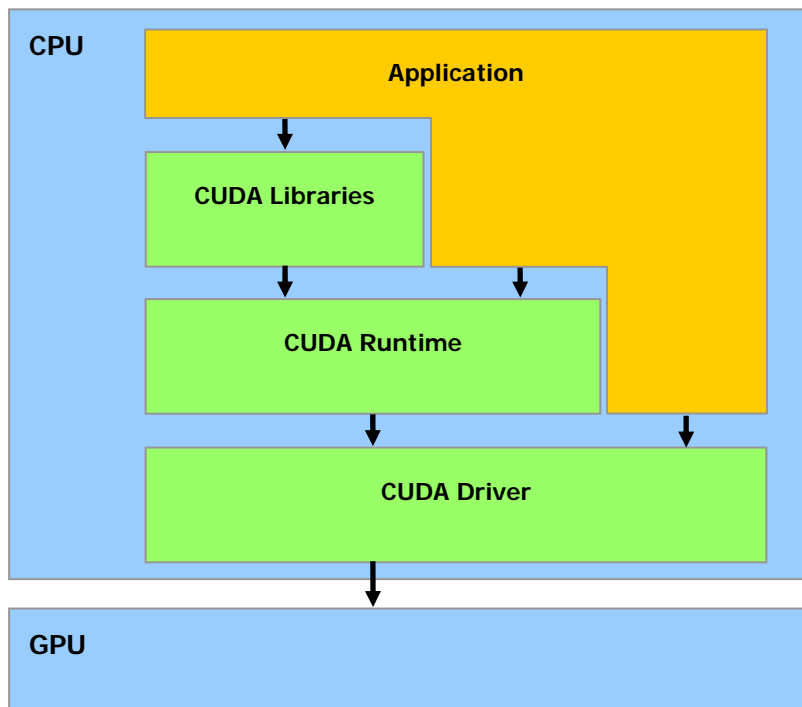 CPU
Application
CUDA Libraries
CUDA Runtime
CUDA Driver
GPU